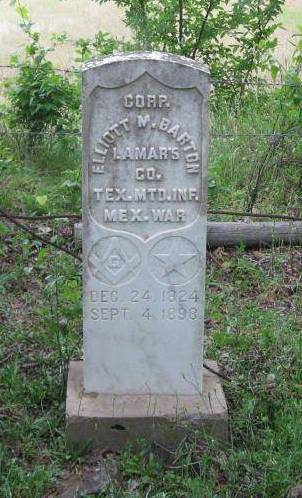 CORP.
ELLIOTT M. BARTON
LAMAR'S
CO.
TEX. MTD. INF.
MEX. WAR
G
DEC. 24 1824
SEPT. 4 1898